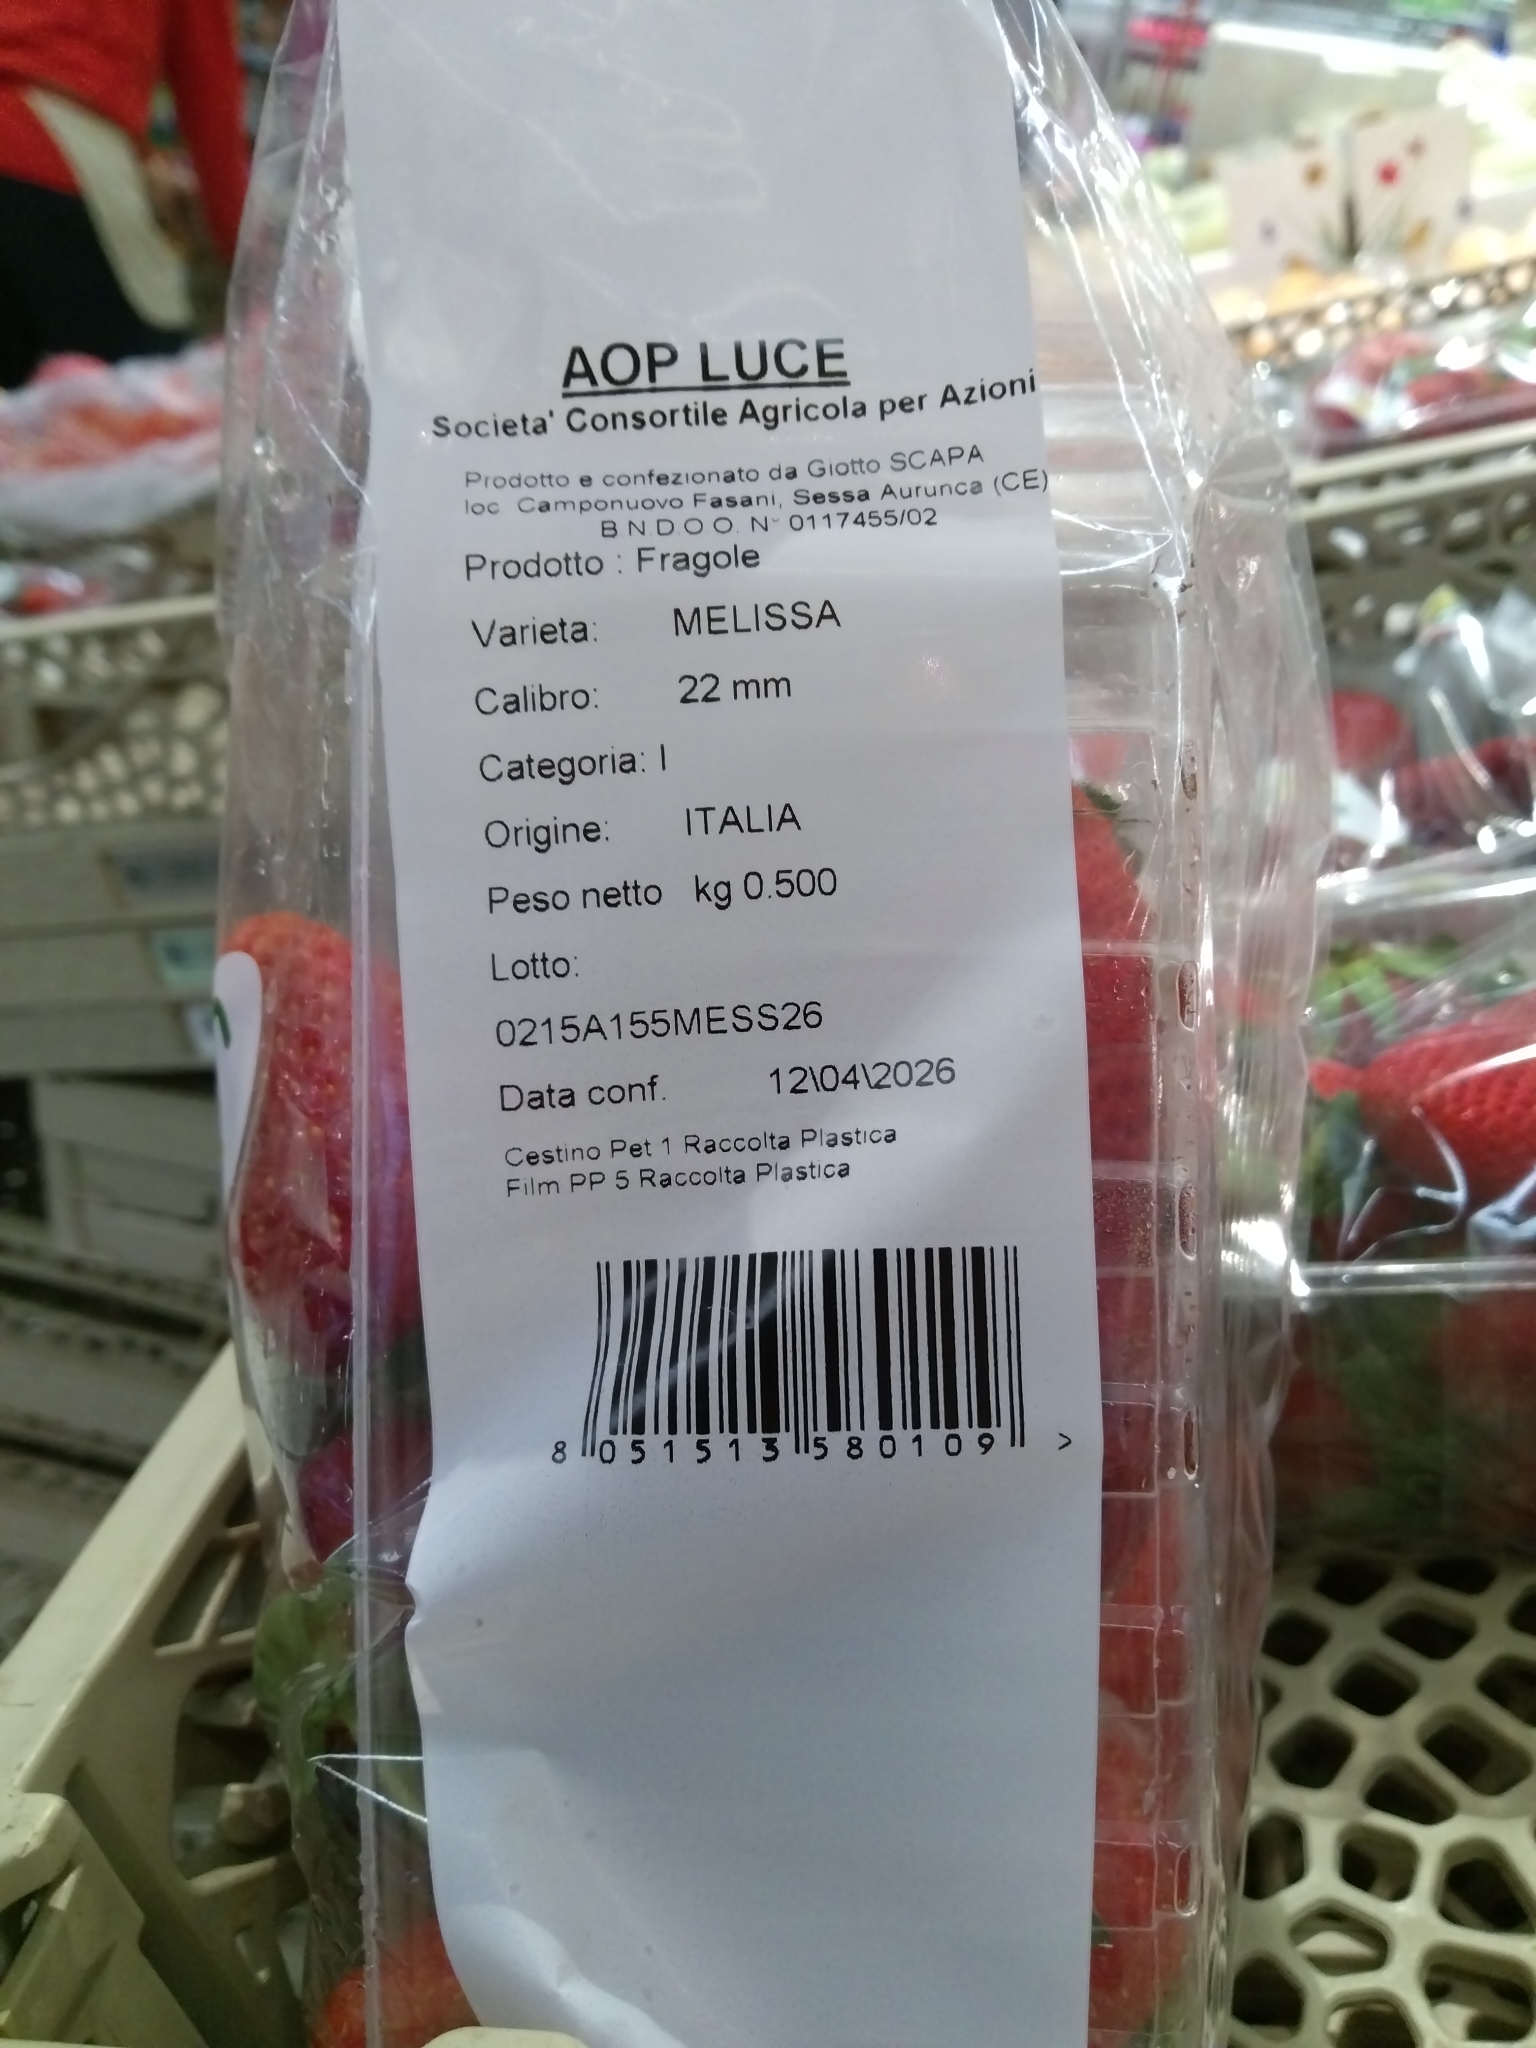 AOP LUCE
Societa' Consortile Agricola per Azioni
Prodotto e confezionato da Giotto SCAPA
loc Camponuovo Fasani, Sessa Aurunca (CE)
B.N.D.O.O. N° 0117455/02
Prodotto : Fragole
Varieta: MELISSA
Calibro: 22 mm
Categoria: I
Origine: ITALIA
Peso netto kg 0.500
Lotto:
0215A155MESS26
Data conf. 12\04\2026
Cestino Pet 1 Raccolta Plastica
Film PP 5 Raccolta Plastica
8 051513 580109 >